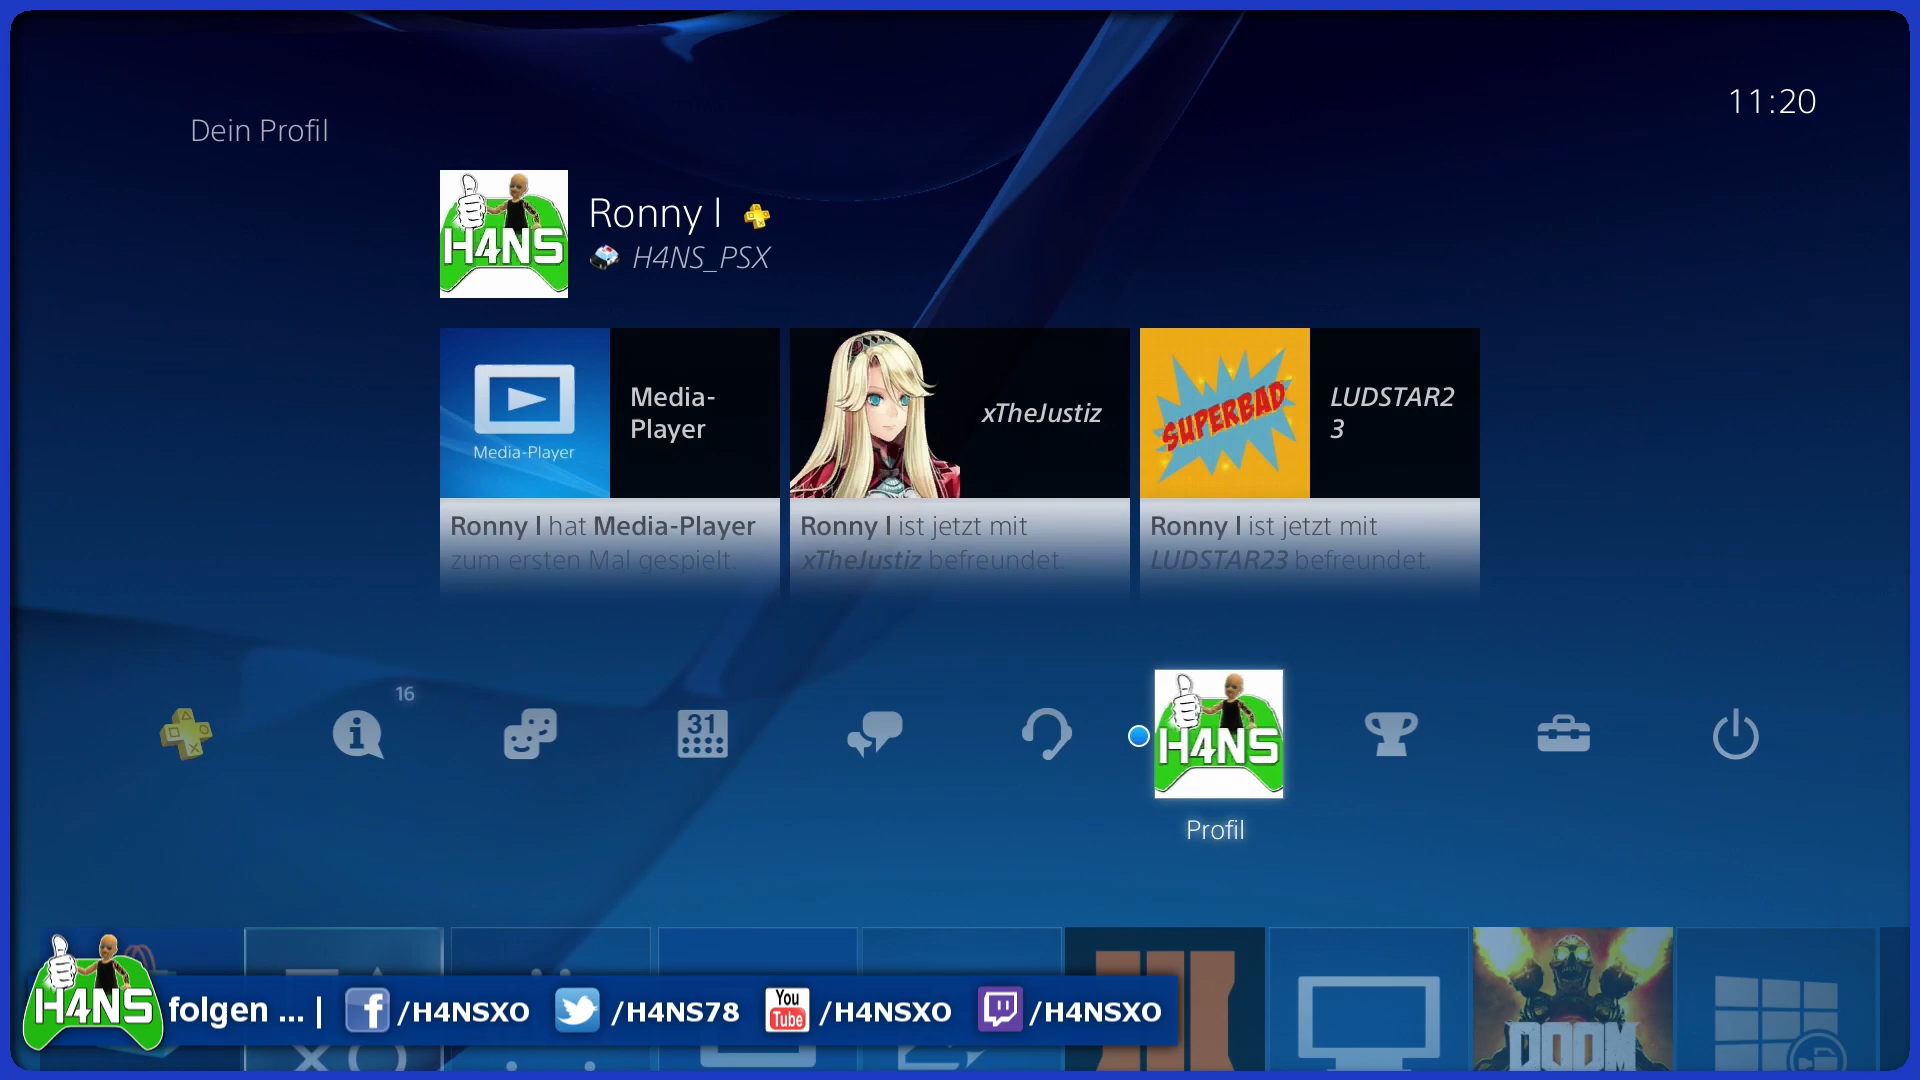 11:20
Dein Profil
H4NS
Ronny l
H4NS_PSX
Media-Player
Media-
Player
xTheJustiz
SUPERBAD
LUDSTAR2
3
Ronny l hat Media-Player
zum ersten Mal gespielt.
Ronny l ist jetzt mit
xTheJustiz befreundet.
Ronny l ist jetzt mit
LUDSTAR23 befreundet.
16
31
H4NS
Profil
H4NS folgen ... | /H4NSXO /H4NS78 You Tube /H4NSXO /H4NSXO
DOOM